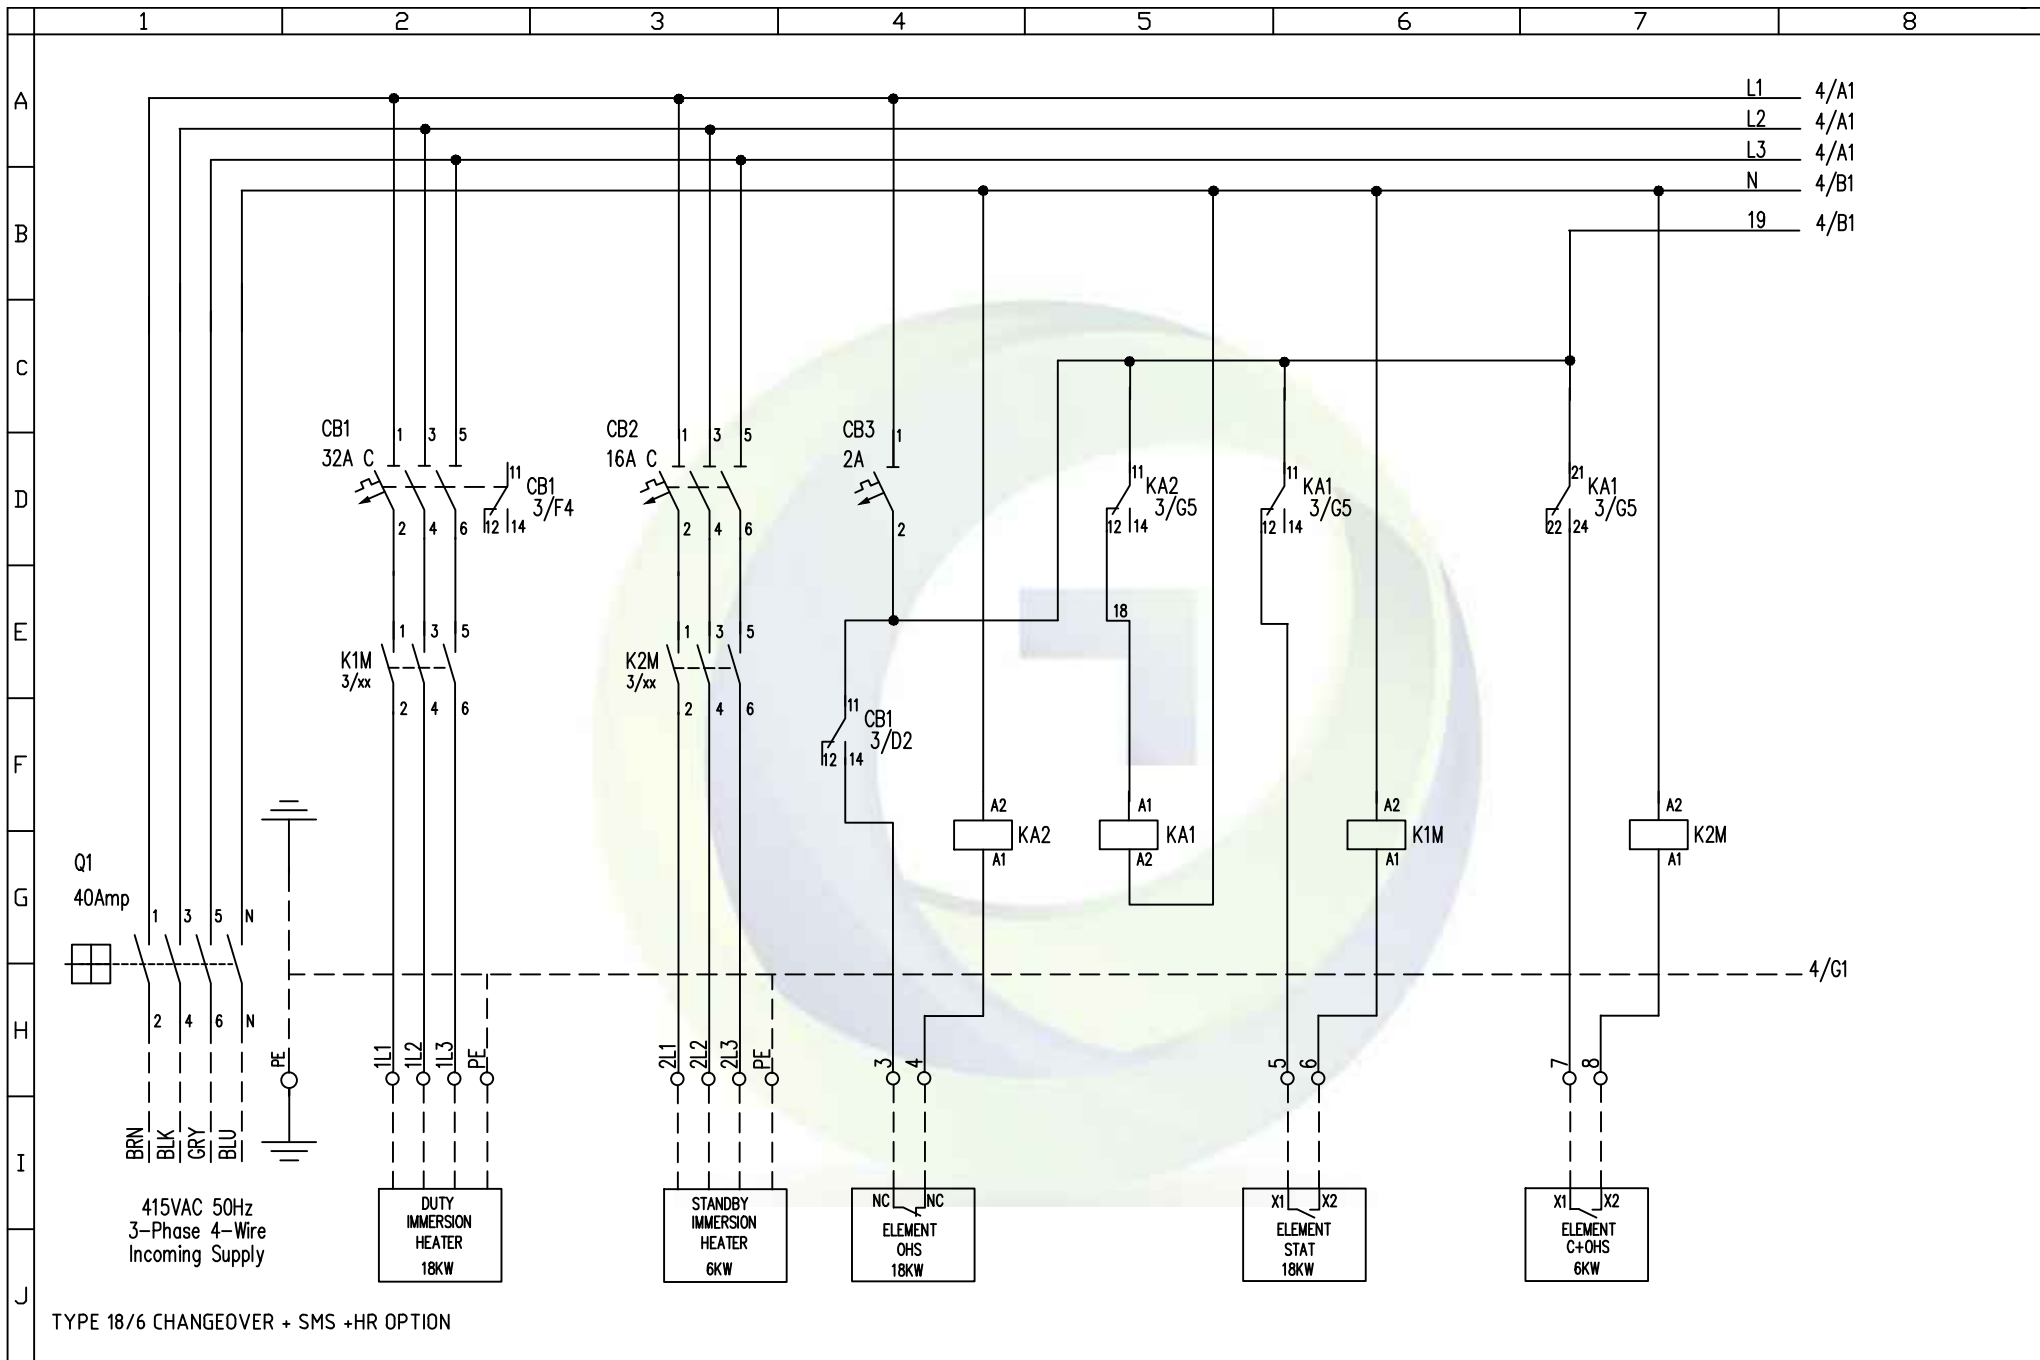 1 2 3 4 5 6 7 8
A
L1 4/A1
L2 4/A1
L3 4/A1
N 4/B1
B
19 4/B1
C
CB1
32A C
1 3 5
2 4 6
11
CB1
3/F4
12 14
CB2
16A C
1 3 5
2 4 6
CB3
2A
1
2
D
11
KA2
3/G5
12 14
11
KA1
3/G5
12 14
21
KA1
3/G5
22 24
E
K1M
3/xx
1 3 5
2 4 6
K2M
3/xx
1 3 5
2 4 6
18
F
11
CB1
3/D2
12 14
A2
KA2
A1
A1
KA1
A2
A2
K1M
A1
A2
K2M
A1
G
Q1
40Amp
1 3 5 N
2 4 6 N
4/G1
H
PE
1L1 1L2 1L3 PE
2L1 2L2 2L3 PE
3 4
5 6
7 8
I
BRN BLK GRY BLU
415VAC 50Hz
3-Phase 4-Wire
Incoming Supply
DUTY
IMMERSION
HEATER
18KW
STANDBY
IMMERSION
HEATER
6KW
NC NC
ELEMENT
OHS
18KW
X1 X2
ELEMENT
STAT
18KW
X1 X2
ELEMENT
C+OHS
6KW
J
TYPE 18/6 CHANGEOVER + SMS +HR OPTION